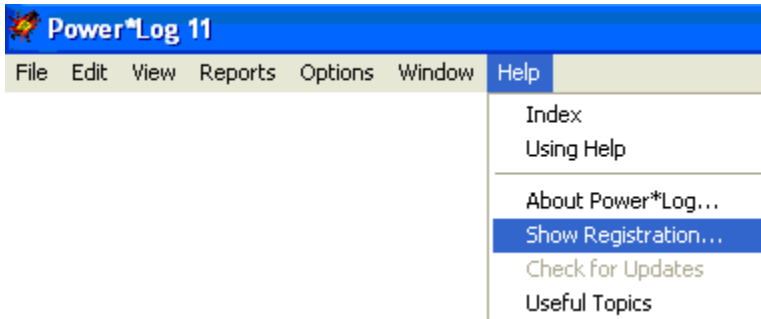 Power*Log 11
File Edit View Reports Options Window Help
Index
Using Help
About Power*Log...
Show Registration...
Check for Updates
Useful Topics